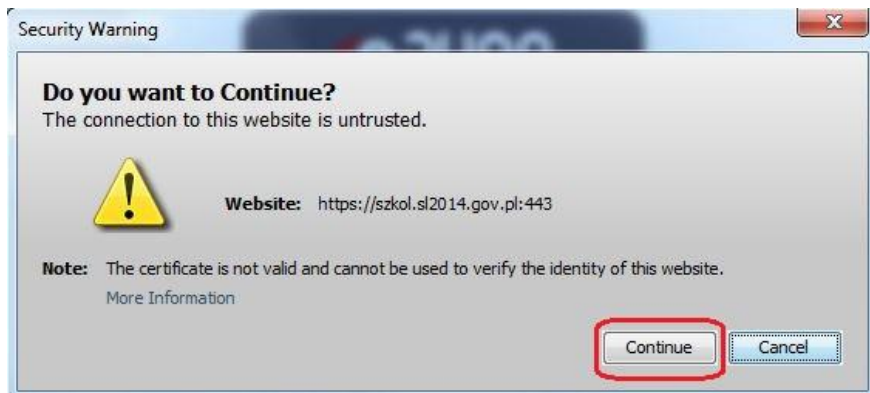 Security Warning
Do you want to Continue?
The connection to this website is untrusted.
Website: https://szkol.sl2014.gov.pl:443
Note: The certificate is not valid and cannot be used to verify the identity of this website.
More Information
Continue Cancel